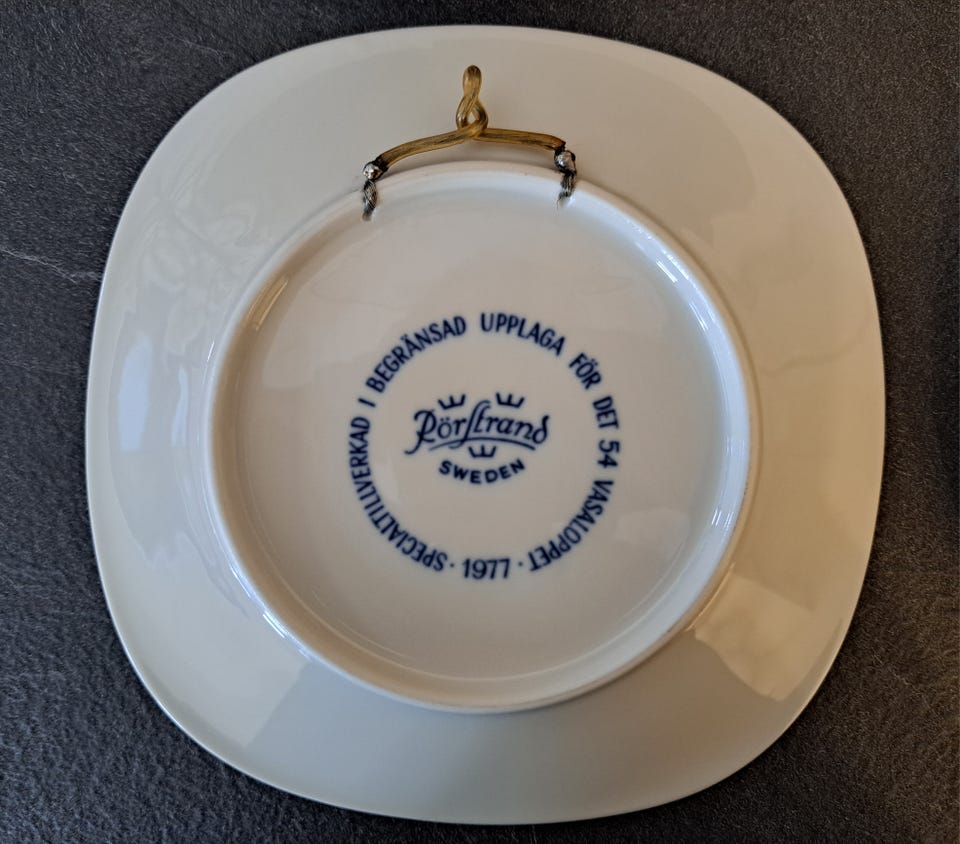 SPECIALTILLVERKAD I BEGRÄNSAD UPPLAGA FÖR DET 54 VASALOPPET · 1977 ·
Rörstrand
SWEDEN